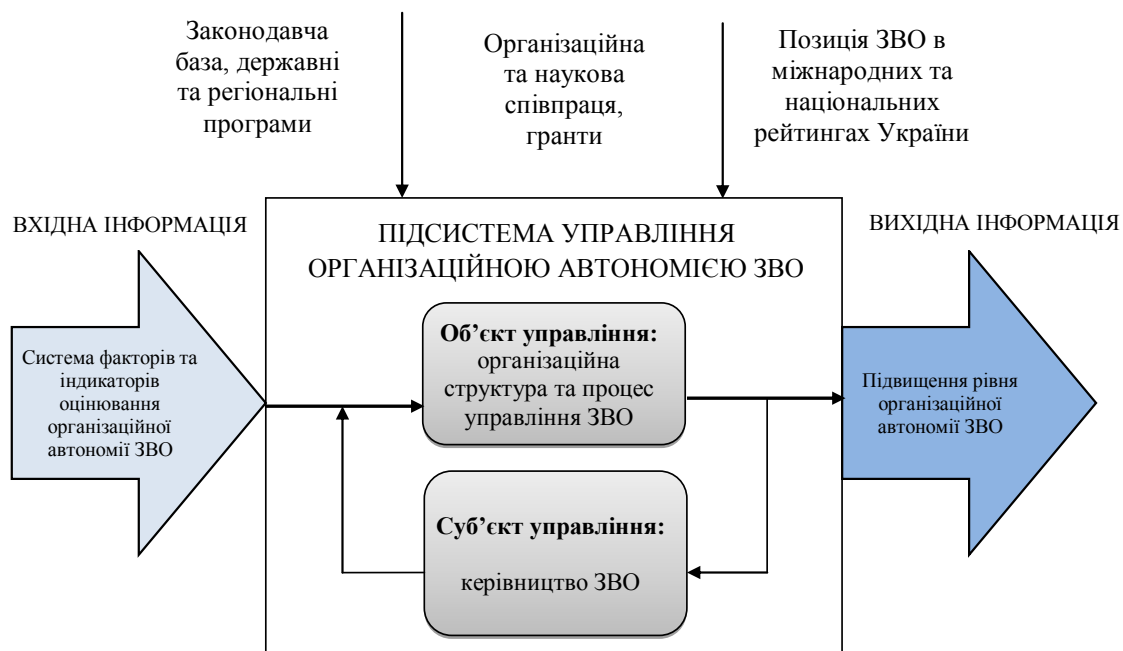 Законодавча
база, державні
та регіональні
програми
Організаційна
та наукова
співпраця,
гранти
Позиція ЗВО в
міжнародних та
національних
рейтингах України
ВХІДНА ІНФОРМАЦІЯ
Система факторів та
індикаторів
оцінювання
організаційної
автономії ЗВО
ПІДСИСТЕМА УПРАВЛІННЯ
ОРГАНІЗАЦІЙНОЮ АВТОНОМІЄЮ ЗВО
Об’єкт управління:
організаційна
структура та процес
управління ЗВО
Суб’єкт управління:
керівництво ЗВО
ВИХІДНА ІНФОРМАЦІЯ
Підвищення рівня
організаційної
автономії ЗВО